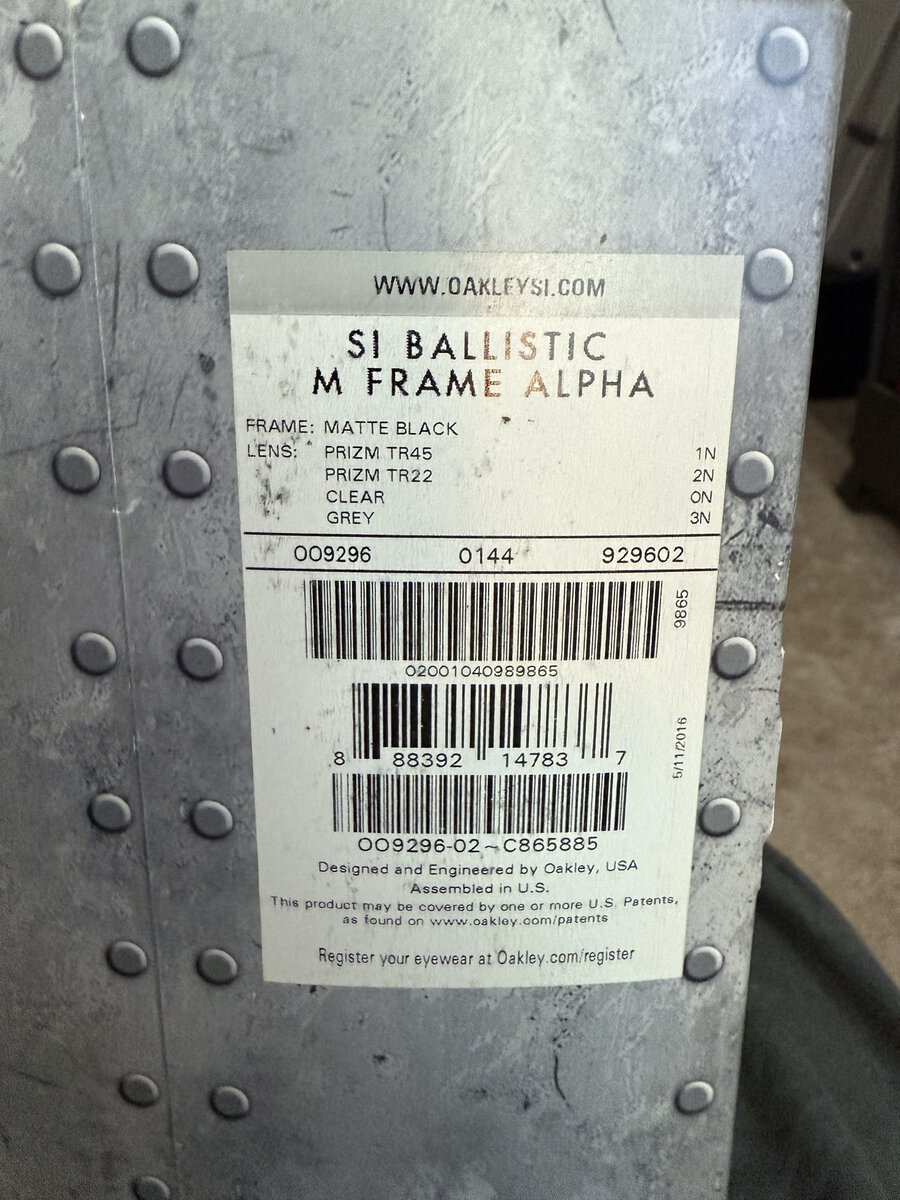 WWW.OAKLEYSI.COM
SI BALLISTIC
M FRAME ALPHA
FRAME: MATTE BLACK
LENS: PRIZM TR45 1N
PRIZM TR22 2N
CLEAR 0N
GREY 3N
OO9296 0144 929602
9865
02001040989865
5/11/2016
8 88392 14783 7
OO9296-02~C865885
Designed and Engineered by Oakley, USA
Assembled in U.S.
This product may be covered by one or more U.S. Patents,
as found on www.oakley.com/patents
Register your eyewear at Oakley.com/register